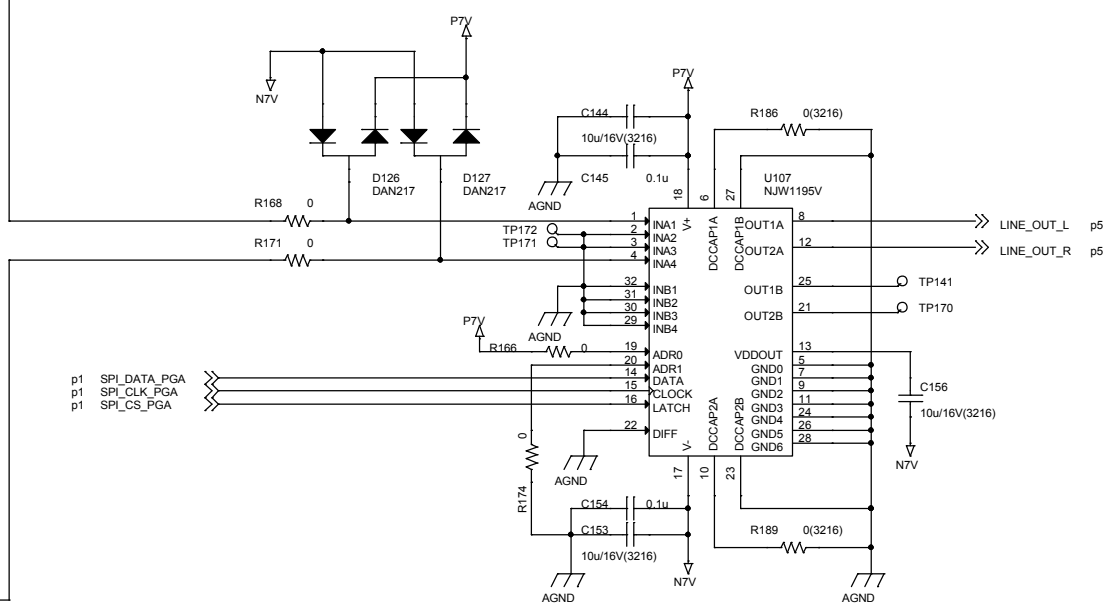 P7V
N7V
P7V
C144
10u/16V(3216)
C145 0.1u
AGND
R186 0(3216)
D126
DAN217
D127
DAN217
U107
NJW1195V
18
6
27
V+
DCCAP1A
DCCAP1B
R168 0
R171 0
TP172
TP171
1 INA1
2 INA2
3 INA3
4 INA4
32 INB1
31 INB2
30 INB3
29 INB4
AGND
P7V
R166 0
19 ADR0
20 ADR1
14 DATA
15 CLOCK
16 LATCH
22 DIFF
p1 SPI_DATA_PGA
p1 SPI_CLK_PGA
p1 SPI_CS_PGA
OUT1A 8
LINE_OUT_L p5
OUT2A 12
LINE_OUT_R p5
OUT1B 25
TP141
OUT2B 21
TP170
VDDOUT 13
GND0 5
GND1 7
GND2 9
GND3 11
GND4 24
GND5 26
GND6 28
C156
10u/16V(3216)
N7V
V-
DCCAP2A
DCCAP2B
17
10
23
AGND
0
R174
C154 0.1u
C153
10u/16V(3216)
AGND
N7V
R189 0(3216)
AGND